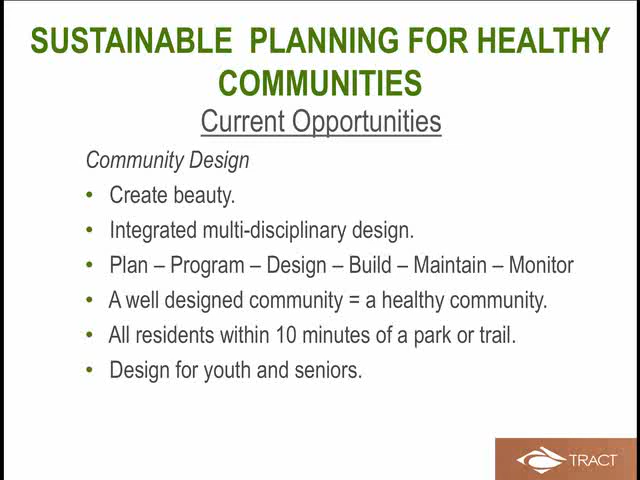 SUSTAINABLE  PLANNING FOR HEALTHY
COMMUNITIES
Current Opportunities
Community Design
• Create beauty.
• Integrated multi-disciplinary design.
• Plan – Program – Design – Build – Maintain – Monitor
• A well designed community = a healthy community.
• All residents within 10 minutes of a park or trail.
• Design for youth and seniors.
TRACT